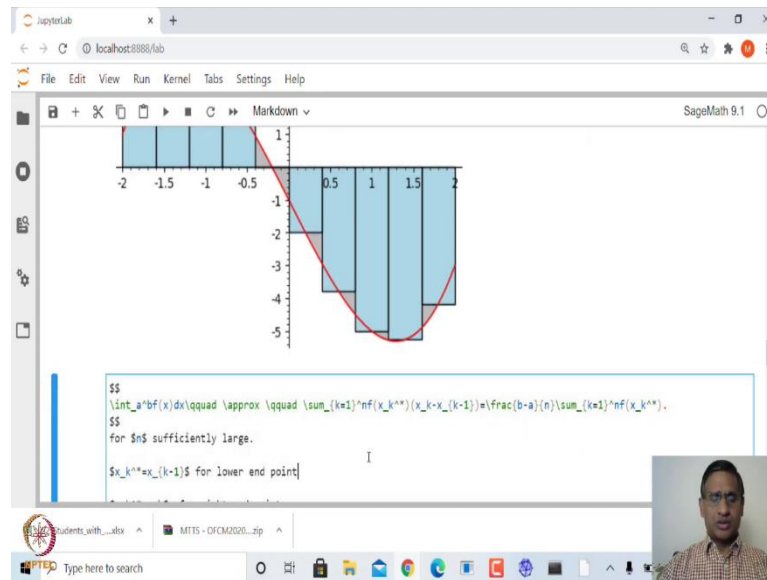 JupyterLab
localhost:8888/lab
M
File Edit View Run Kernel Tabs Settings Help
Markdown
SageMath 9.1
1
-2 -1.5 -1 -0.5 0.5 1 1.5 2
-1
-2
-3
-4
-5
$$
\int_a^bf(x)dx\qquad \approx \qquad \sum_{k=1}^nf(x_k^*)(x_k-x_{k-1})=\frac{b-a}{n}\sum_{k=1}^nf(x_k^*).
$$
for $n$ sufficiently large.
$x_k^*=x_{k-1}$ for lower end point
MTTS - OFCM2020....zip
NPTEL
Type here to search